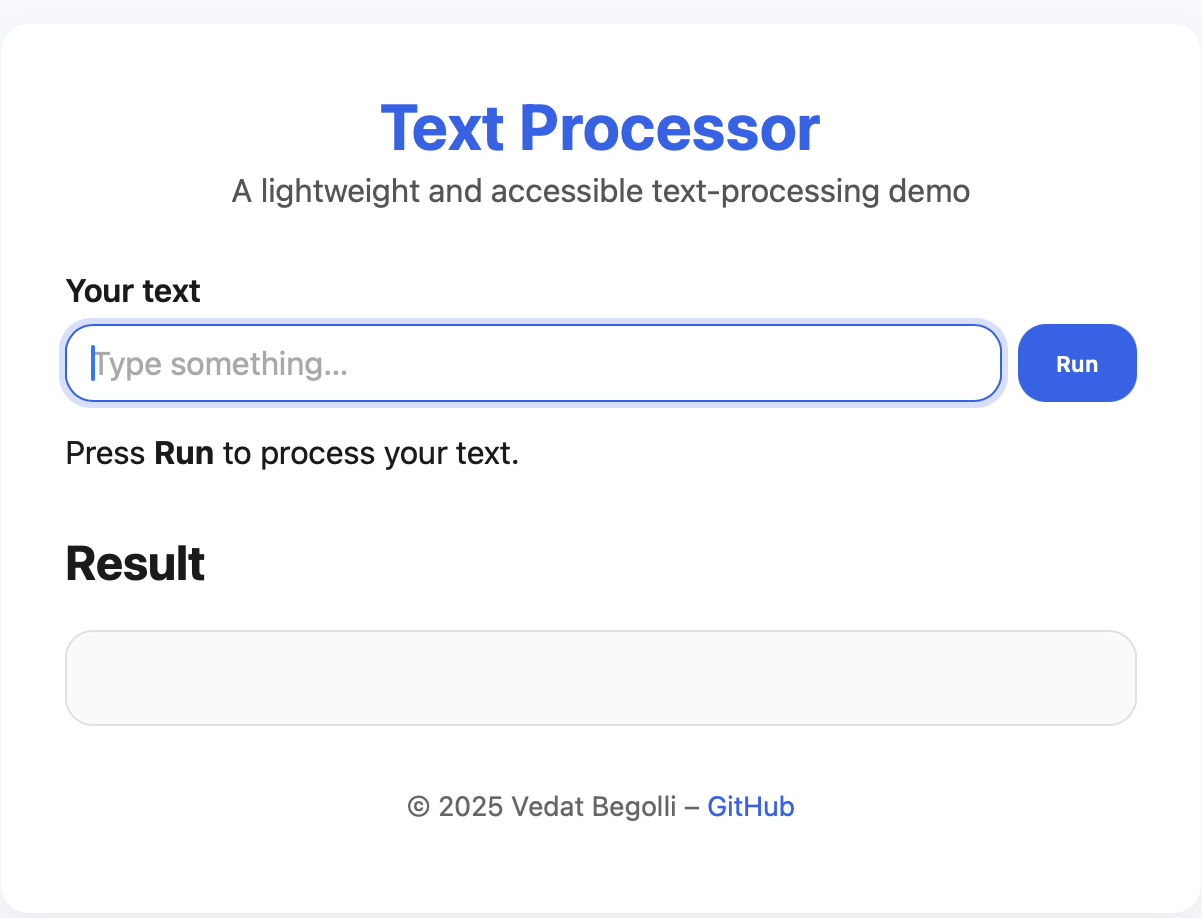 Text Processor
A lightweight and accessible text-processing demo
Your text
Type something...
Run
Press Run to process your text.
Result
© 2025 Vedat Begolli – GitHub